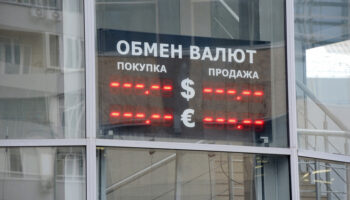 ОБМЕН ВАЛЮТ
ПОКУПКА ПРОДАЖА
---.-- $ ---.--
---.-- € ---.--